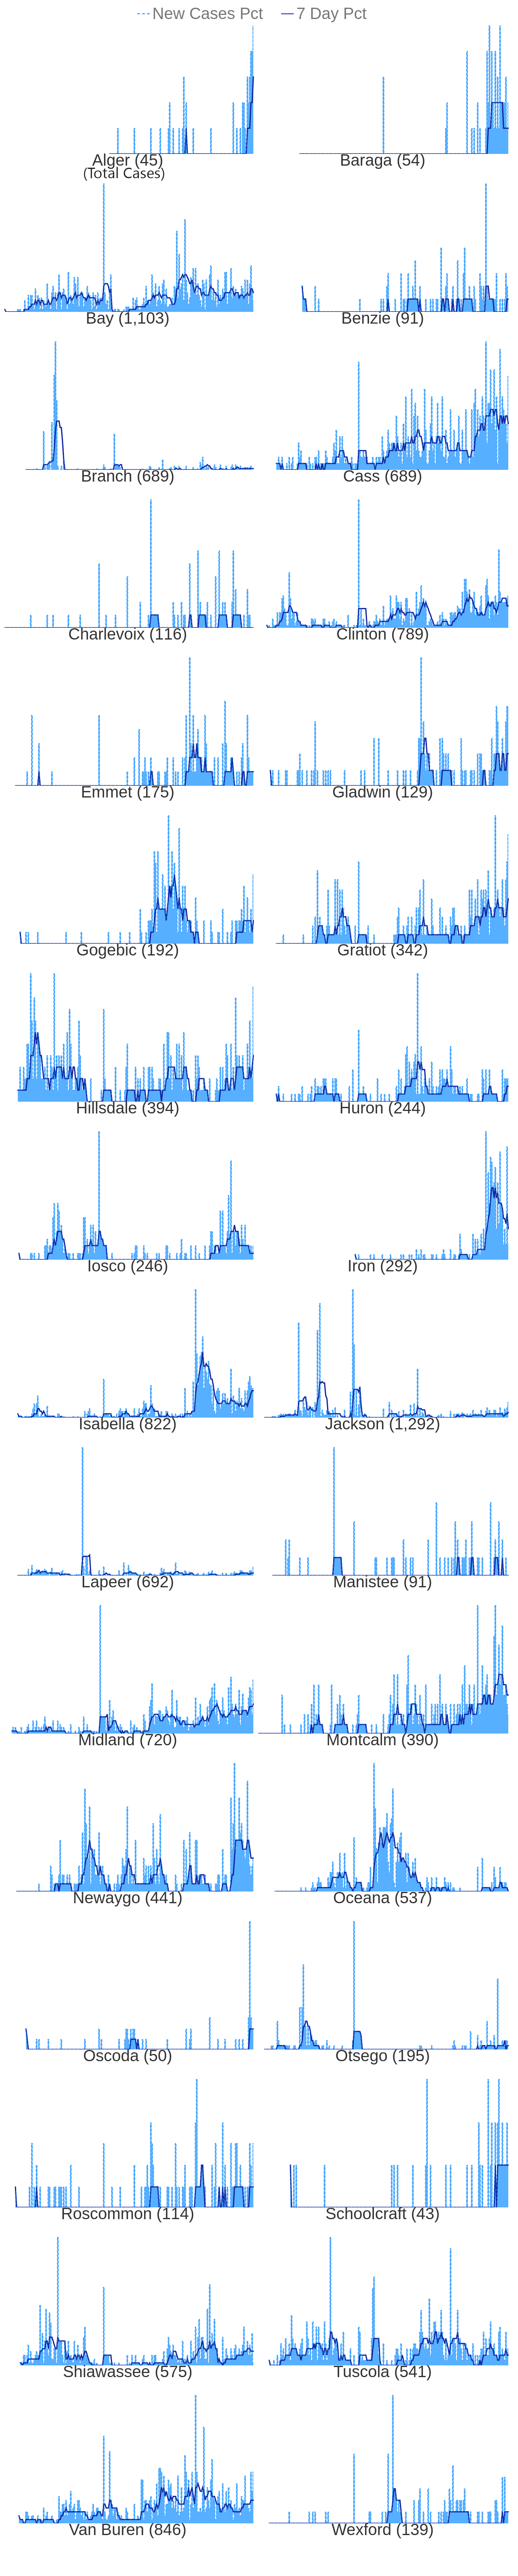 New Cases Pct 7 Day Pct
Alger (45) Baraga (54)
(Total Cases)
Bay (1,103) Benzie (91)
Branch (689) Cass (689)
Charlevoix (116) Clinton (789)
Emmet (175) Gladwin (129)
Gogebic (192) Gratiot (342)
Hillsdale (394) Huron (244)
Iosco (246) Iron (292)
Isabella (822) Jackson (1,292)
Lapeer (692) Manistee (91)
Midland (720) Montcalm (390)
Newaygo (441) Oceana (537)
Oscoda (50) Otsego (195)
Roscommon (114) Schoolcraft (43)
Shiawassee (575) Tuscola (541)
Van Buren (846) Wexford (139)